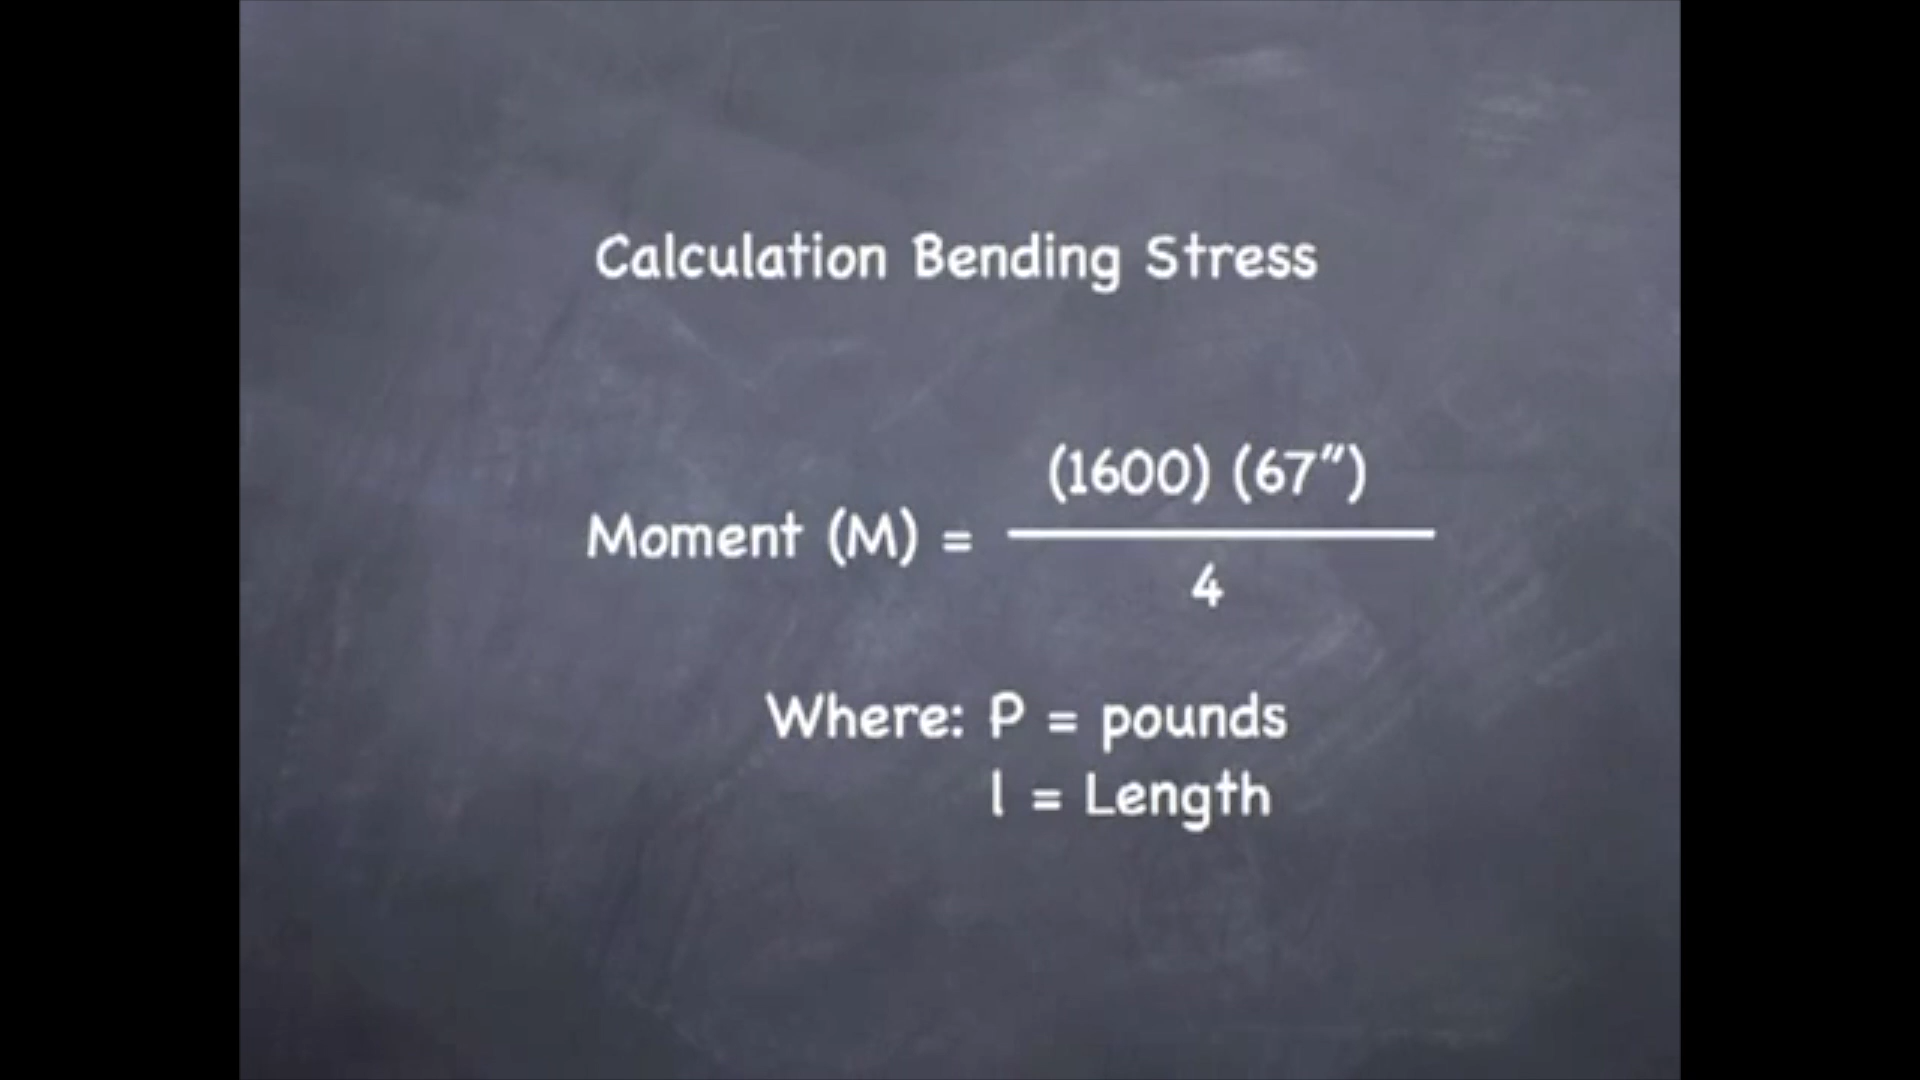 Calculation Bending Stress
(1600) (67")
Moment (M) =
4
Where: P = pounds
l = Length